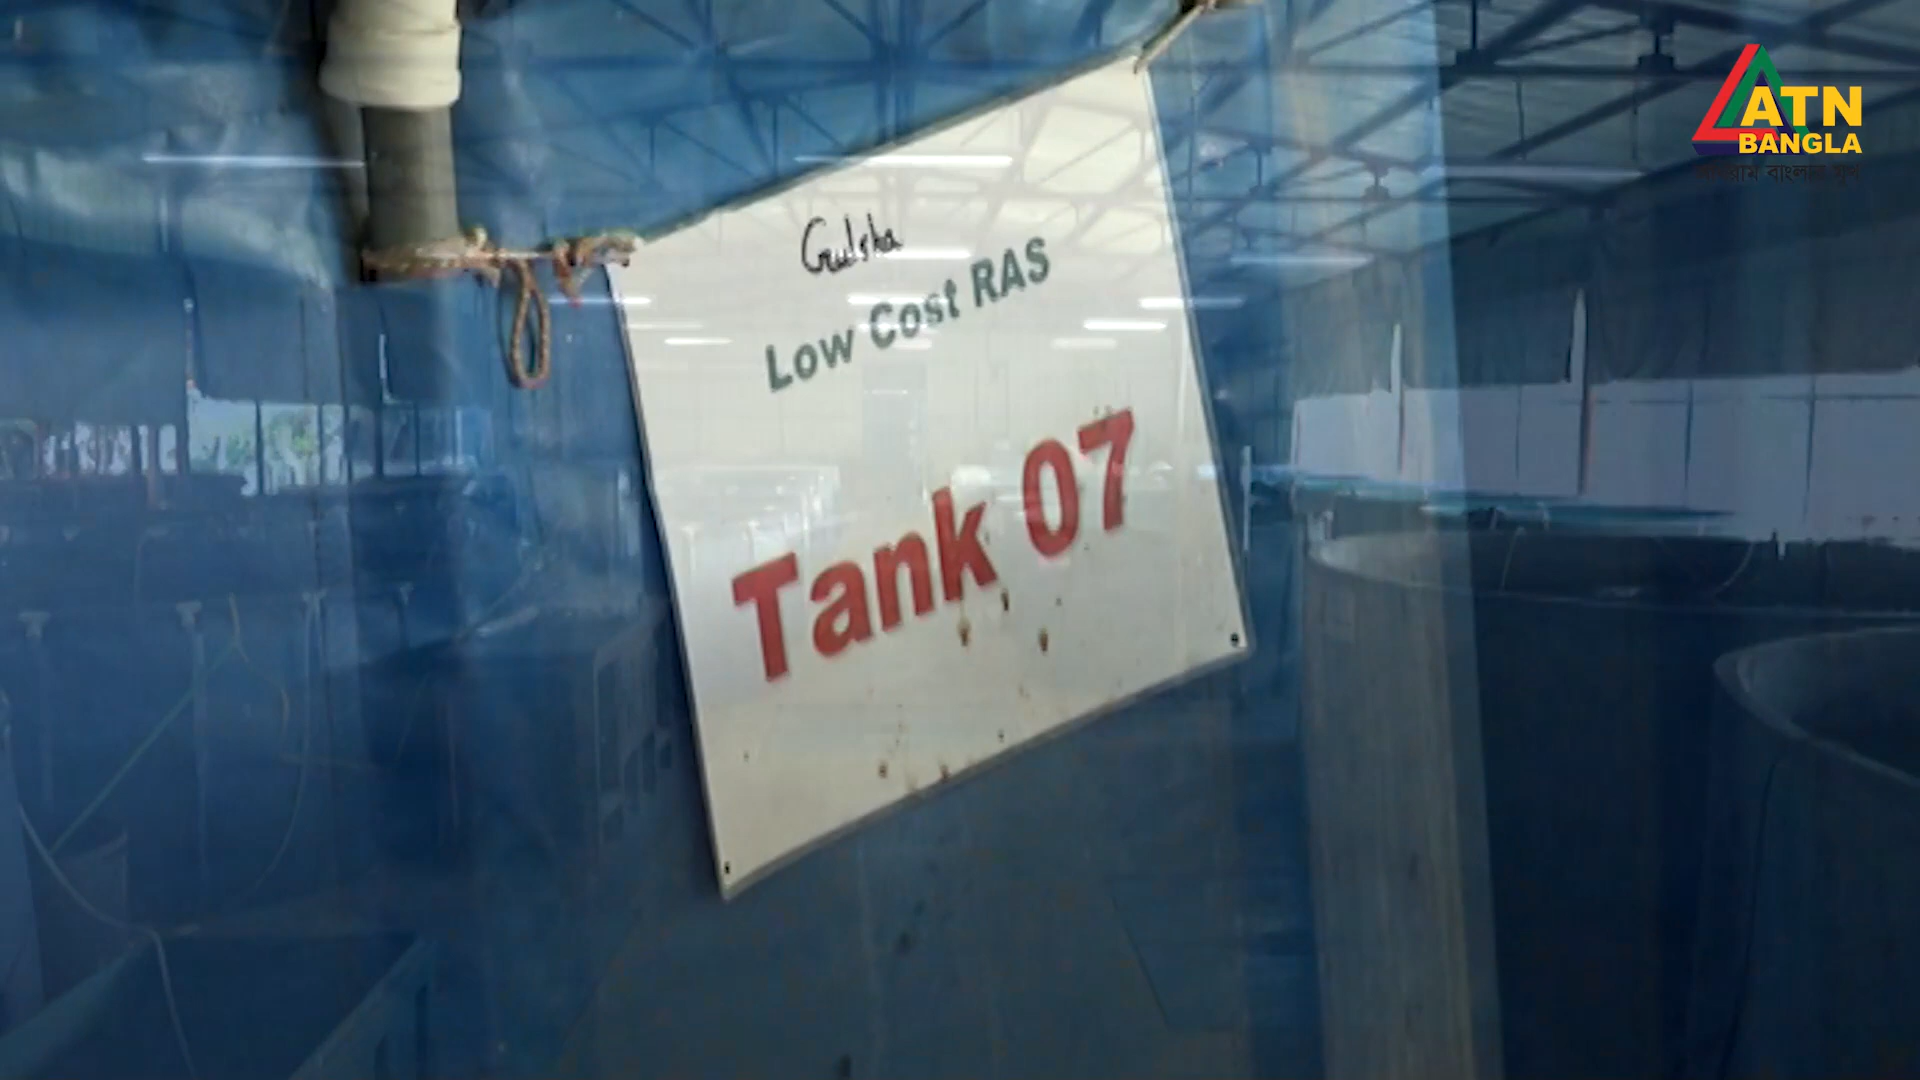 Gulsha
Low Cost RAS
Tank 07
ATN
BANGLA